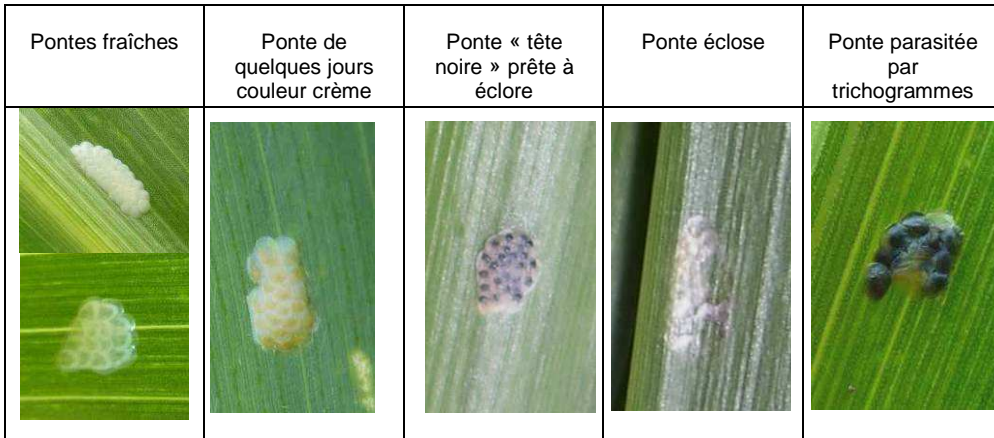 Pontes fraîches
Ponte de
quelques jours
couleur crème
Ponte « tête
noire » prête à
éclore
Ponte éclose
Ponte parasitée
par
trichogrammes